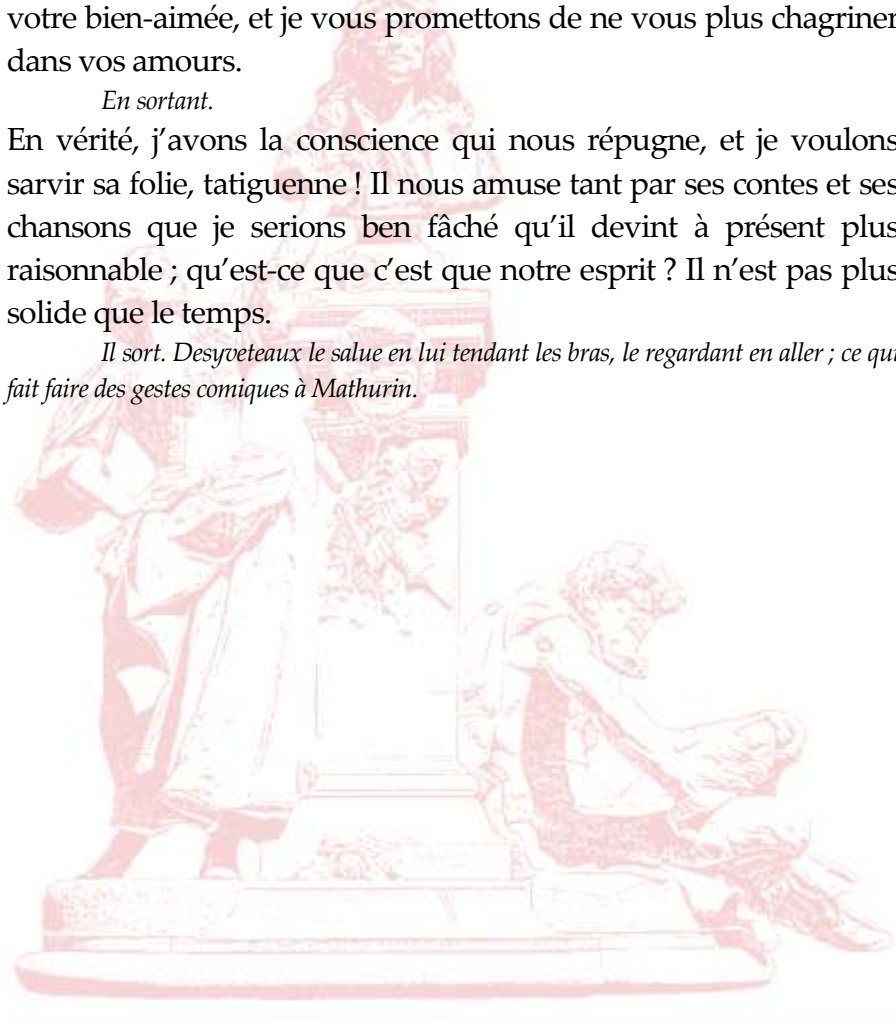 votre bien-aimée, et je vous promettons de ne vous plus chagriner
dans vos amours.
En sortant.
En vérité, j’avons la conscience qui nous répugne, et je voulons
sarvir sa folie, tatiguenne ! Il nous amuse tant par ses contes et ses
chansons que je serions ben fâché qu’il devint à présent plus
raisonnable ; qu’est-ce que c’est que notre esprit ? Il n’est pas plus
solide que le temps.
Il sort. Desyveteaux le salue en lui tendant les bras, le regardant en aller ; ce qui
fait faire des gestes comiques à Mathurin.